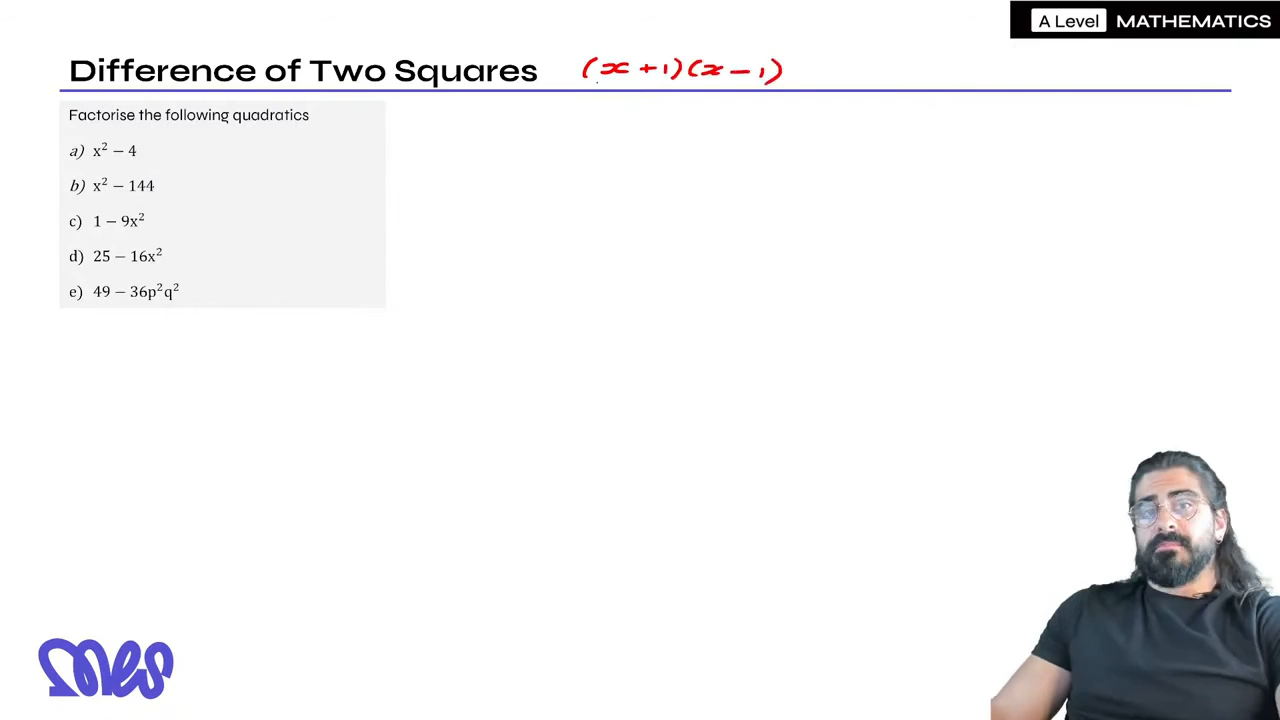 A Level MATHEMATICS
Difference of Two Squares (x + 1)(x − 1)
Factorise the following quadratics
a) x² − 4
b) x² − 144
c) 1 − 9x²
d) 25 − 16x²
e) 49 − 36p²q²
mes